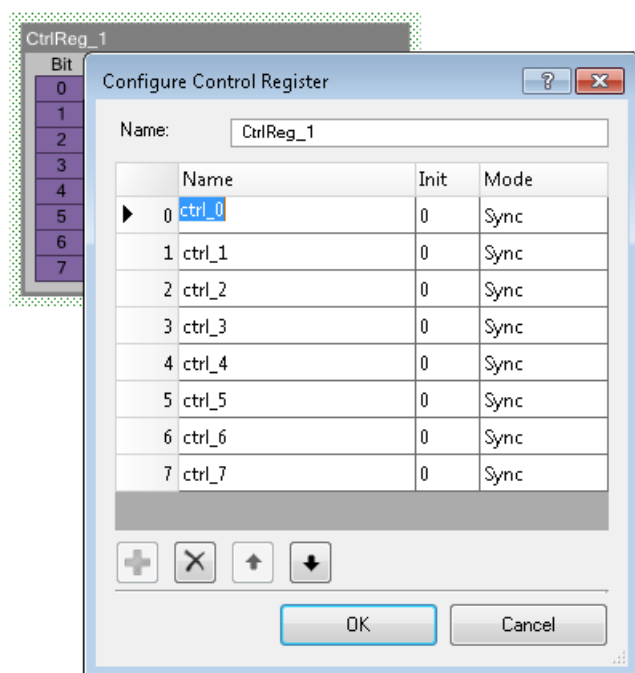 CtrlReg_1
Bit
0
1
2
3
4
5
6
7
Configure Control Register
?
Name: CtrlReg_1
Name Init Mode
0 ctrl_0 0 Sync
1 ctrl_1 0 Sync
2 ctrl_2 0 Sync
3 ctrl_3 0 Sync
4 ctrl_4 0 Sync
5 ctrl_5 0 Sync
6 ctrl_6 0 Sync
7 ctrl_7 0 Sync
OK Cancel